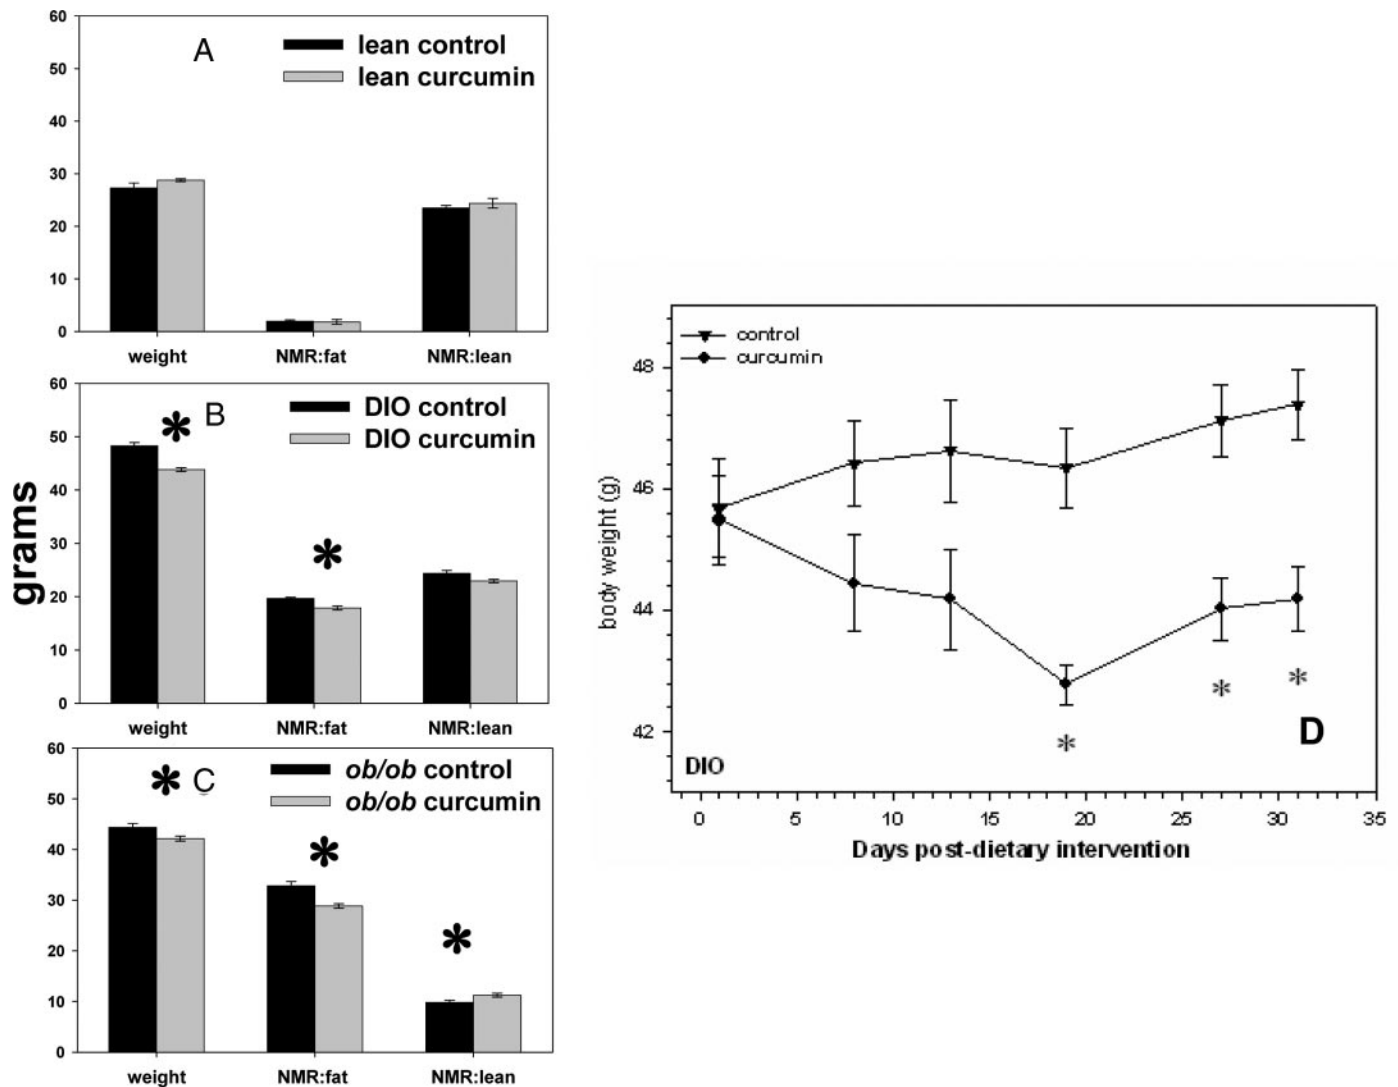 60
50
40
30
20
10
0
A
lean control
lean curcumin
weight
NMR:fat
NMR:lean
grams
60
50
40
30
20
10
0
* B
DIO control
DIO curcumin
*
weight
NMR:fat
NMR:lean
60
50
40
30
20
10
0
* C
ob/ob control
ob/ob curcumin
*
*
weight
NMR:fat
NMR:lean
control
curcumin
body weight (g)
48
46
44
42
*
*
*
D
DIO
0 5 10 15 20 25 30 35
Days post-dietary intervention